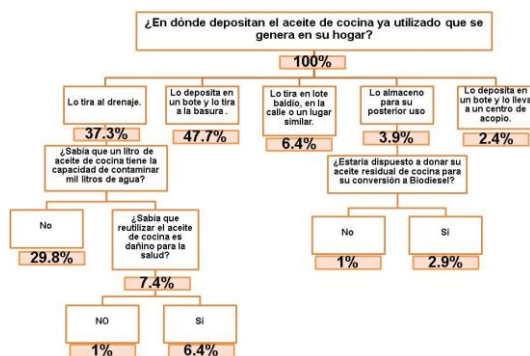 ¿En dónde depositan el aceite de cocina ya utilizado que se
genera en su hogar?
100%
Lo tira al drenaje.
37.3%
Lo deposita en
un bote y lo tira
a la basura .
47.7%
Lo tira en lote
baldío, en la
calle o un lugar
similar.
6.4%
Lo almaceno
para su
posterior uso
3.9%
Lo deposita en
un bote y lo lleva
a un centro de
acopio.
2.4%
¿Sabía que un litro de
aceite de cocina tiene la
capacidad de contaminar
mil litros de agua?
¿Estaría dispuesto a donar su
aceite residual de cocina para
su conversión a Biodiesel?
No
29.8%
¿Sabía que
reutilizar el aceite
de cocina es
dañino para la
salud?
7.4%
No
1%
Sí
2.9%
NO
1%
Sí
6.4%